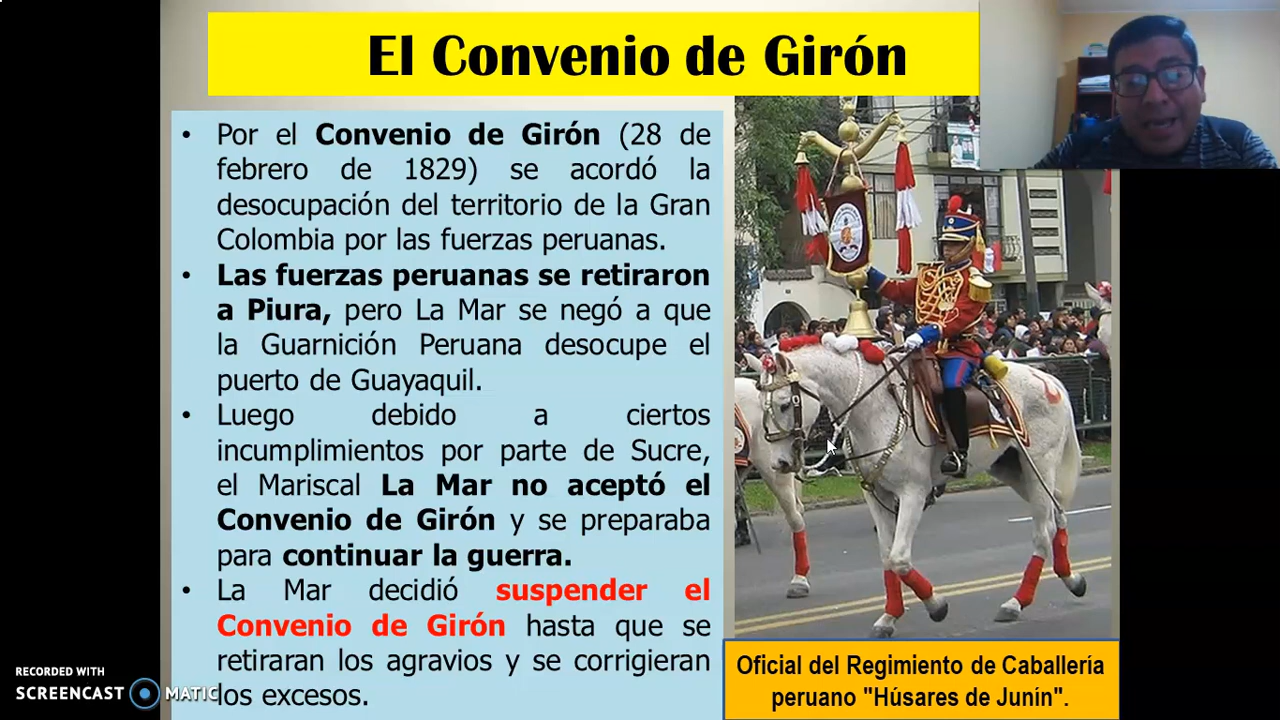 El Convenio de Girón
• Por el Convenio de Girón (28 de
febrero de 1829) se acordó la
desocupación del territorio de la Gran
Colombia por las fuerzas peruanas.
• Las fuerzas peruanas se retiraron
a Piura, pero La Mar se negó a que
la Guarnición Peruana desocupe el
puerto de Guayaquil.
• Luego debido a ciertos
incumplimientos por parte de Sucre,
el Mariscal La Mar no aceptó el
Convenio de Girón y se preparaba
para continuar la guerra.
• La Mar decidió suspender el
Convenio de Girón hasta que se
retiraran los agravios y se corrigieran
los excesos.
Oficial del Regimiento de Caballería
peruano "Húsares de Junín".
RECORDED WITH
SCREENCAST MATIC